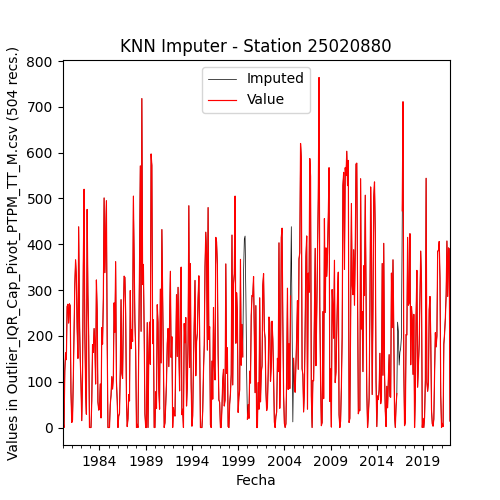 KNN Imputer - Station 25020880
Values in Outlier_IQR_Cap_Pivot_PTPM_TT_M.csv (504 recs.)
800
700
600
500
400
300
200
100
0
Imputed
Value
1984 1989 1994 1999 2004 2009 2014 2019
Fecha